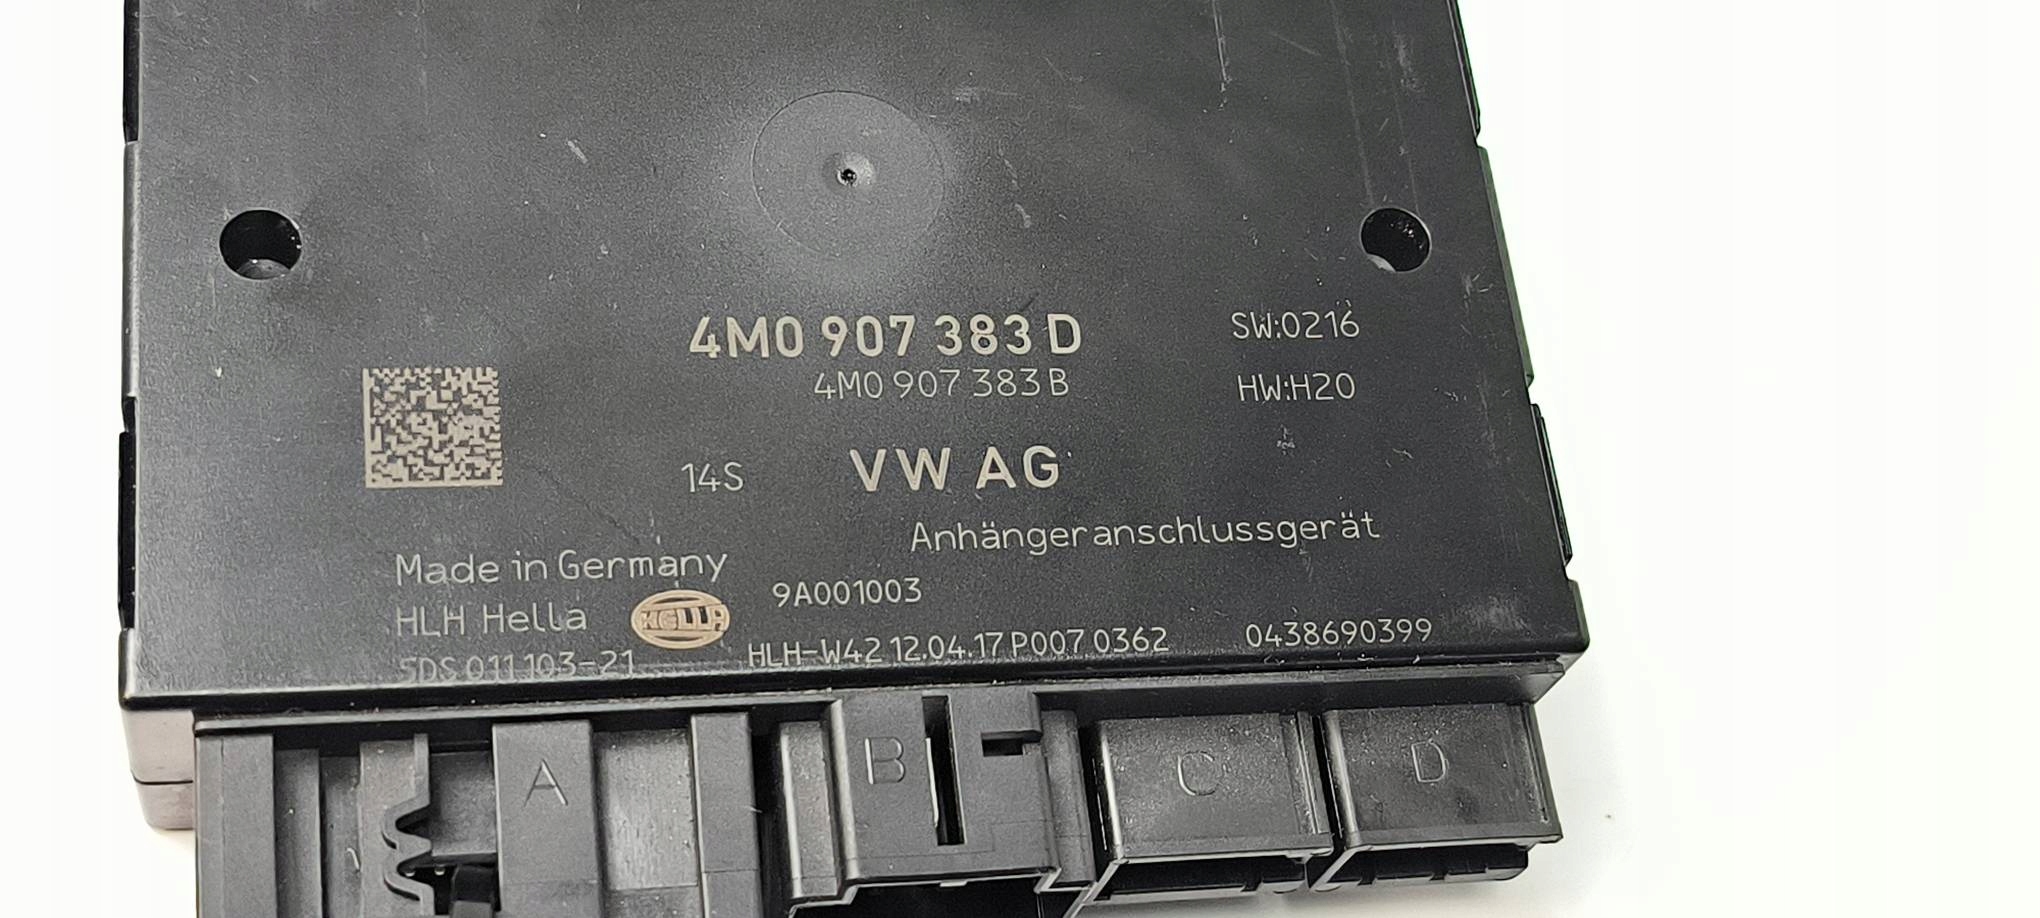 4M0 907 383 D
SW:0216
4M0 907 383 B
HW:H20
14S
VW AG
Anhängeranschlussgerät
Made in Germany
9A001003
HLH Hella
HELLA
HLH-W42 12.04.17 P007 0362
0438690399
5DS 011 103-21
A
B
C
D